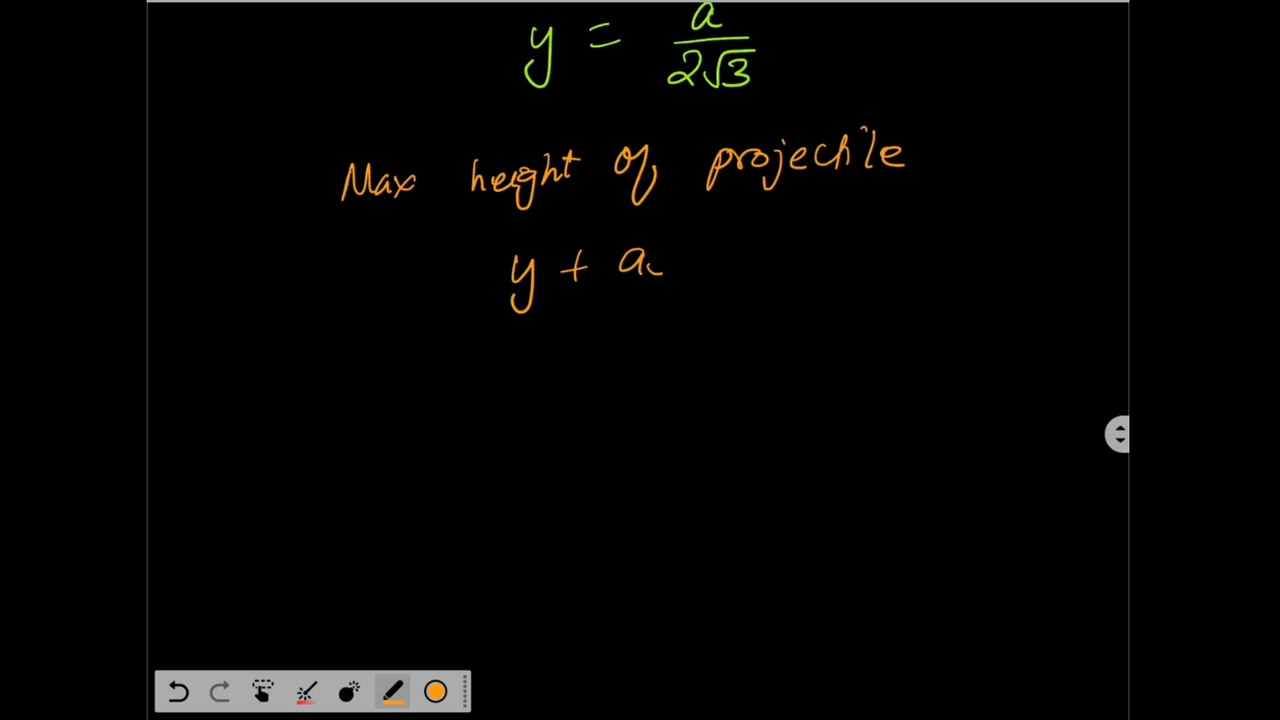 y = a/2√3
Max height of projectile
y + a